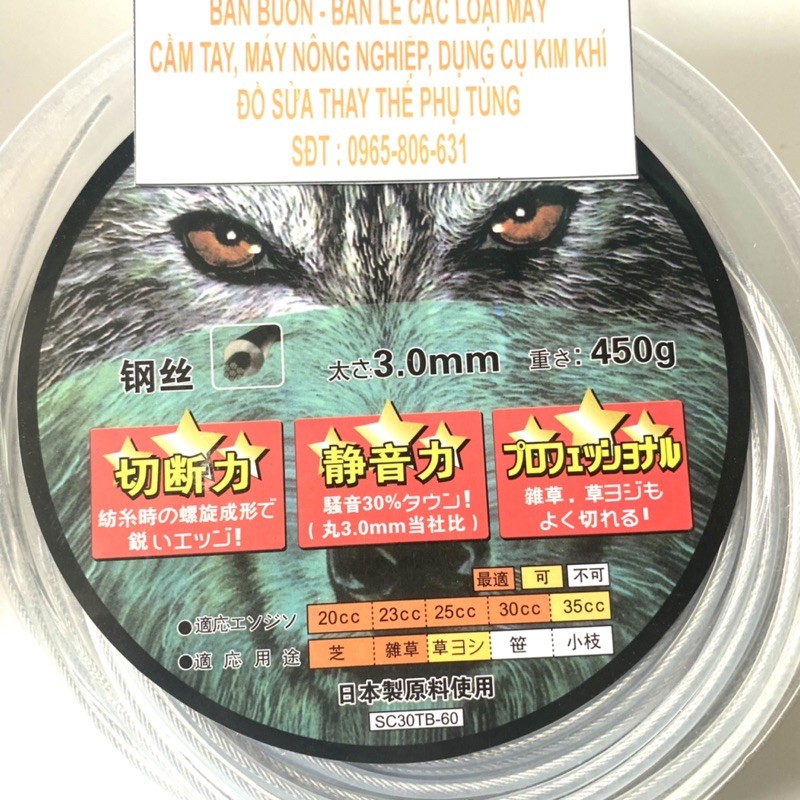 BÁN BUÔN - BÁN LẺ CÁC LOẠI MÁY
CẦM TAY, MÁY NÔNG NGHIỆP, DỤNG CỤ KIM KHÍ
ĐỒ SỬA THAY THẾ PHỤ TÙNG
SĐT : 0965-806-631
钢丝 太さ:3.0mm 重さ: 450g
切断力
紡糸時の螺旋成形で
鋭いエッジ!
静音力
騒音30%タウン!
( 丸3.0mm当社比 )
プロフェッショナル
雑草．草ヨジも
よく切れる!
最適 可 不可
●適応エンジソ 20cc 23cc 25cc 30cc 35cc
●適応用途 芝 雑草 草ヨシ 笹 小枝
日本製原料使用
SC30TB-60